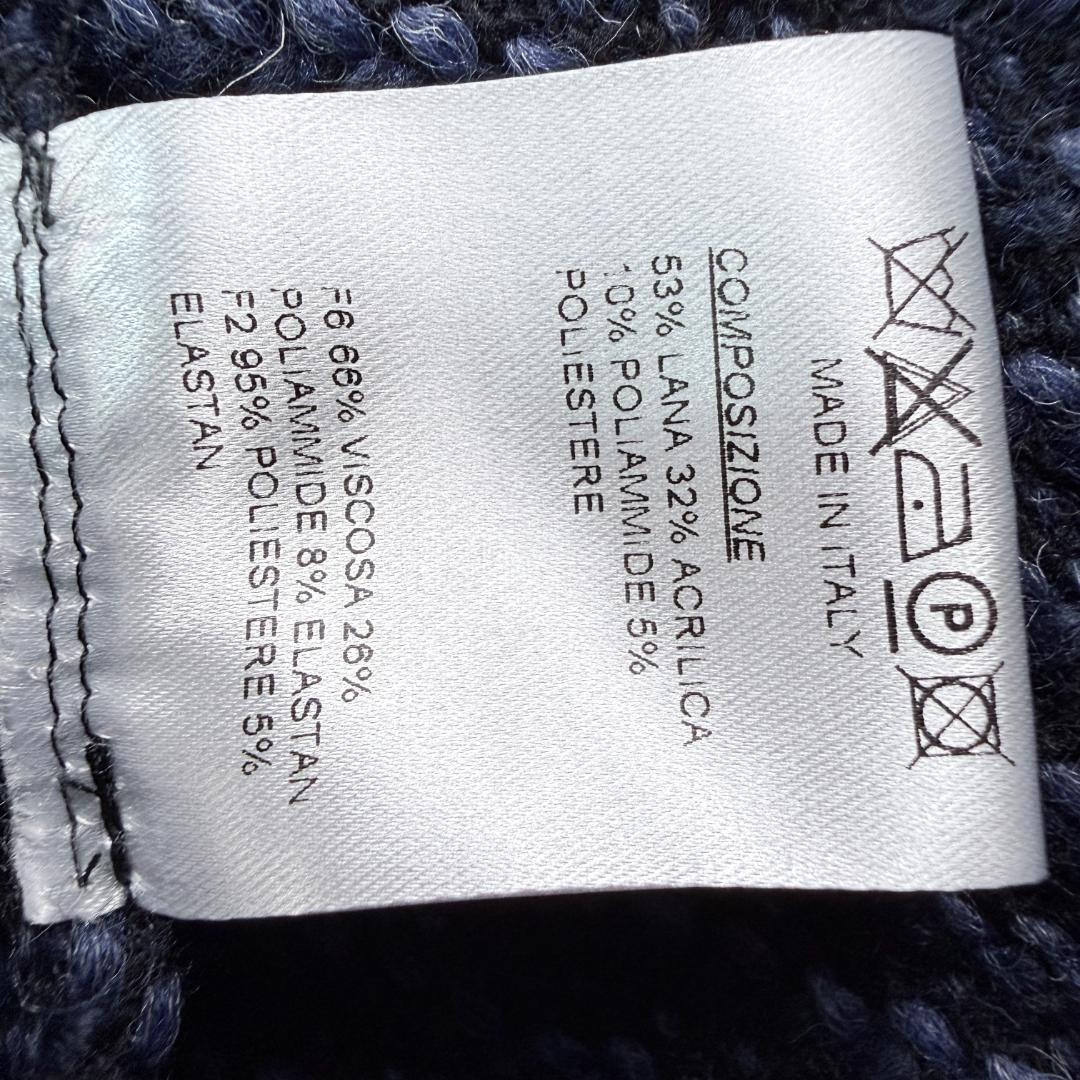 P
MADE IN ITALY
COMPOSIZIONE
53% LANA 32% ACRILICA
10% POLIAMMIDE 5%
POLIESTERE
F6 66% VISCOSA 26%
POLIAMMIDE 8% ELASTAN
F2 95% POLIESTERE 5%
ELASTAN